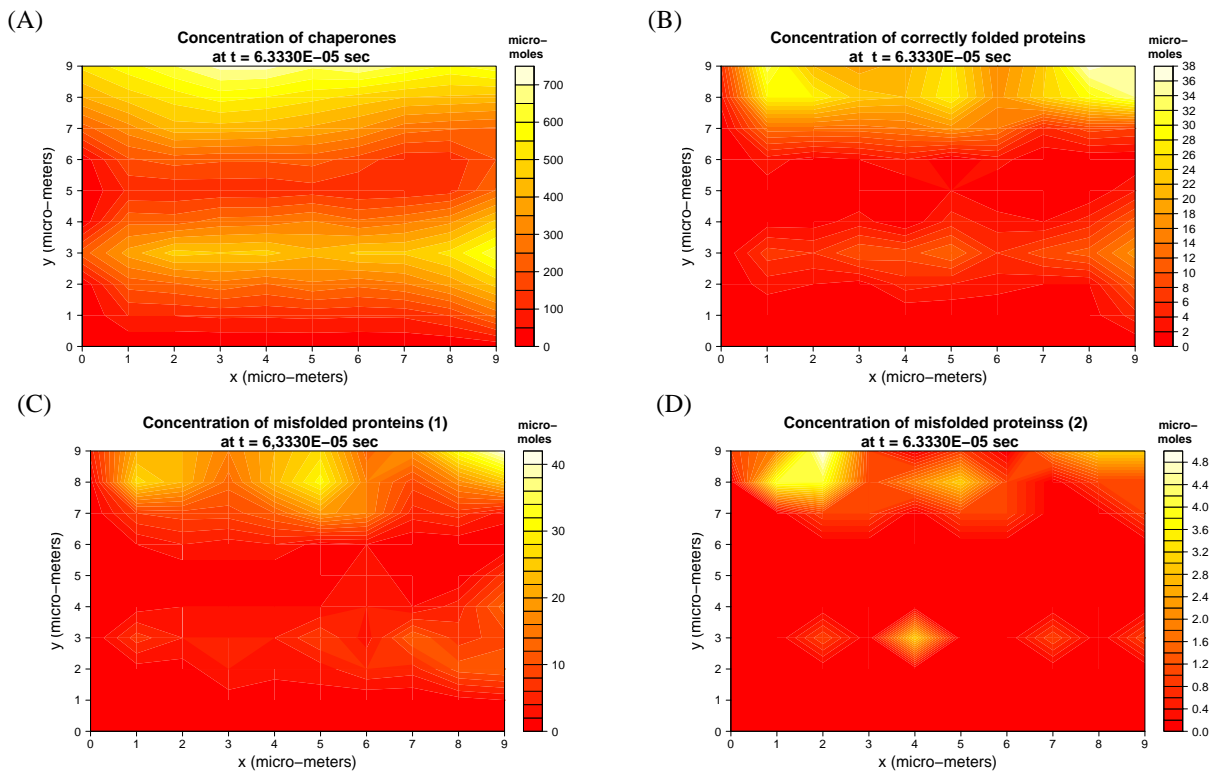 (A)
Concentration of chaperones
at t = 6.3330E−05 sec
micro−
moles
y (micro−meters)
9
8
7
6
5
4
3
2
1
0
0 1 2 3 4 5 6 7 8 9
x (micro−meters)
700
600
500
400
300
200
100
0
(B)
Concentration of correctly folded proteins
at t = 6.3330E−05 sec
micro−
moles
y (micro−meters)
9
8
7
6
5
4
3
2
1
0
0 1 2 3 4 5 6 7 8 9
x (micro−meters)
38
36
34
32
30
28
26
24
22
20
18
16
14
12
10
8
6
4
2
0
(C)
Concentration of misfolded pronteins (1)
at t = 6,3330E−05 sec
micro−
moles
y (micro−meters)
9
8
7
6
5
4
3
2
1
0
0 1 2 3 4 5 6 7 8 9
x (micro−meters)
40
30
20
10
0
(D)
Concentration of misfolded proteinss (2)
at t = 6.3330E−05 sec
micro−
moles
y (micro−meters)
9
8
7
6
5
4
3
2
1
0
0 1 2 3 4 5 6 7 8 9
x (micro−meters)
4.8
4.4
4.0
3.6
3.2
2.8
2.4
2.0
1.6
1.2
0.8
0.4
0.0